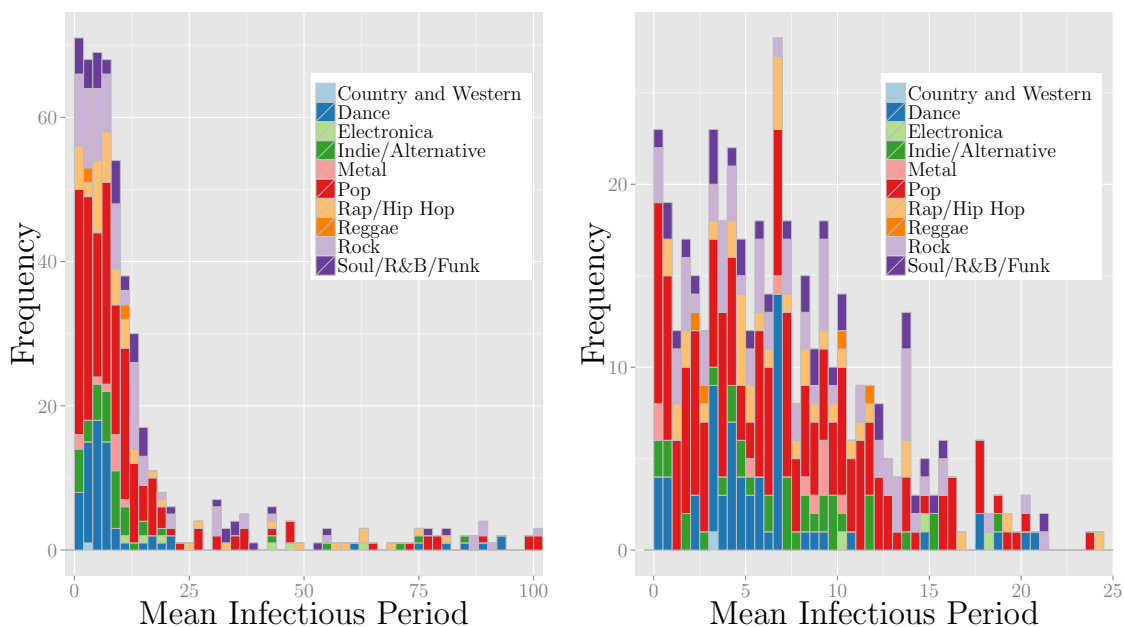 60
40
20
0
Frequency
0
25
50
75
100
Mean Infectious Period
Country and Western
Dance
Electronica
Indie/Alternative
Metal
Pop
Rap/Hip Hop
Reggae
Rock
Soul/R&B/Funk
20
10
0
Frequency
0
5
10
15
20
25
Mean Infectious Period
Country and Western
Dance
Electronica
Indie/Alternative
Metal
Pop
Rap/Hip Hop
Reggae
Rock
Soul/R&B/Funk